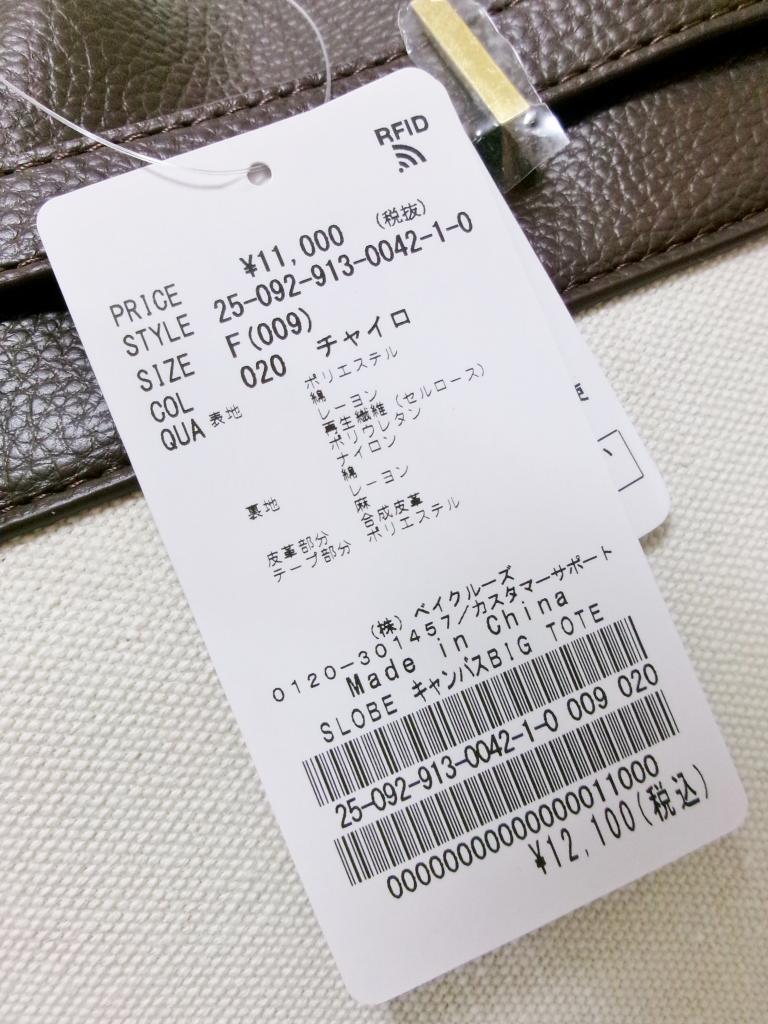 RFID
PRICE ¥11,000 (税抜)
STYLE 25-092-913-0042-1-0
SIZE F(009)
COL 020 チャイロ
QUA 表地 ポリエステル
綿
レーヨン
再生繊維(セルロース)
ポリウレタン
ナイロン
裏地 綿
レーヨン
麻
皮革部分 合成皮革
テープ部分 ポリエステル
(株) ベイクルーズ
0120-301457/カスタマーサポート
Made in China
SLOBE キャンバスBIG TOTE
25-092-913-0042-1-0 009 020
00000000000000011000
¥12,100(税込)